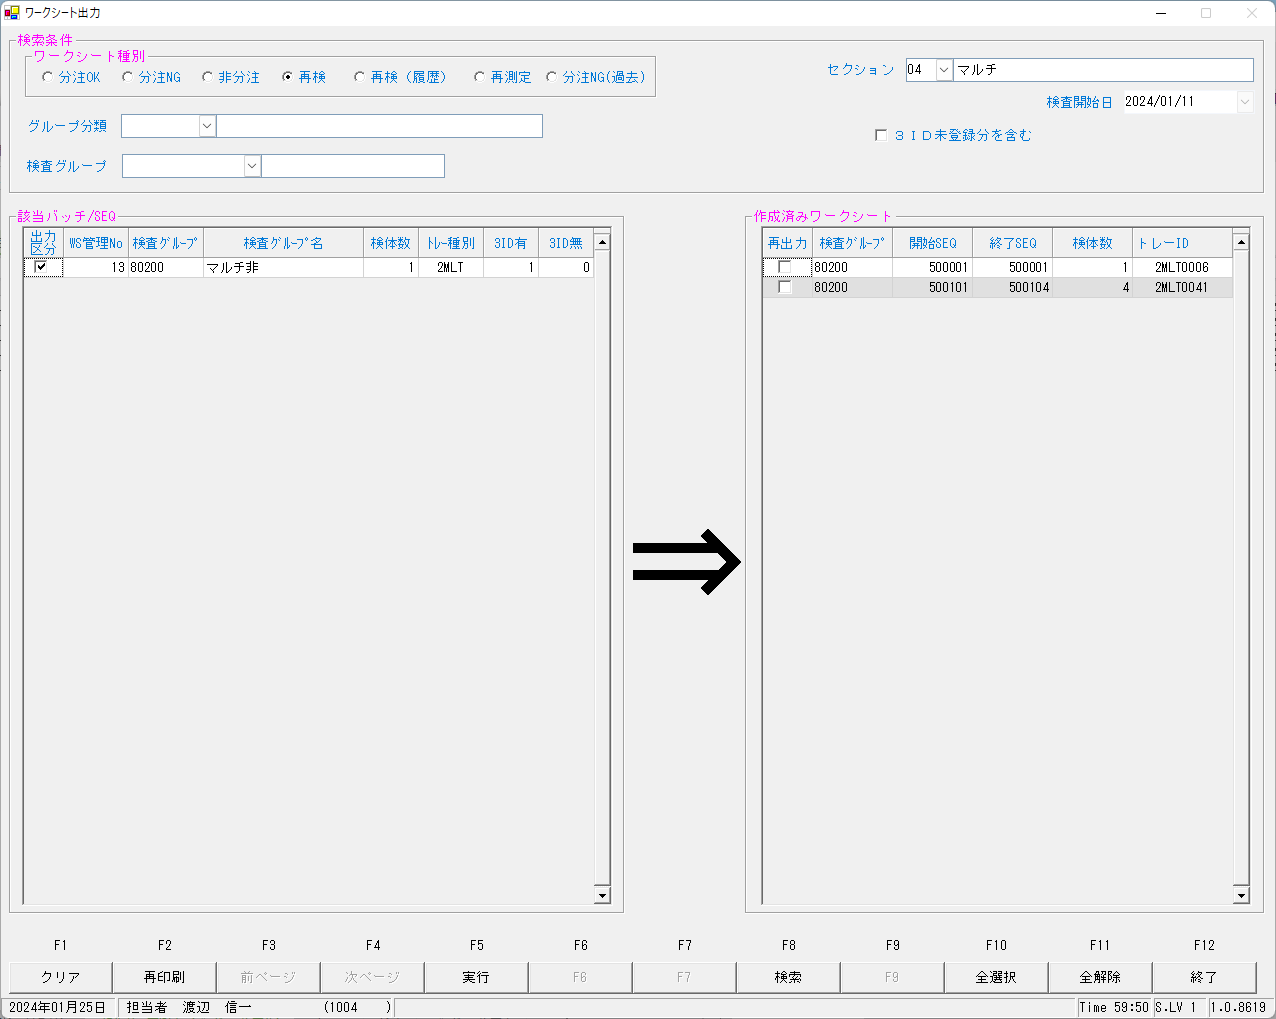 ワークシート出力
検索条件
ワークシート種別
分注OK 分注NG 非分注 再検 再検（履歴） 再測定 分注NG(過去)
セクション 04 マルチ
検査開始日 2024/01/11
グループ分類
３ＩＤ未登録分を含む
検査グループ
該当バッチ/SEQ
出力区分 WS管理No 検査ｸﾞﾙｰﾌﾟ 検査ｸﾞﾙｰﾌﾟ名 検体数 ﾄﾚｰ種別 3ID有 3ID無
13 80200 マルチ非 1 2MLT 1 0
作成済みワークシート
再出力 検査ｸﾞﾙｰﾌﾟ 開始SEQ 終了SEQ 検体数 トレーID
80200 500001 500001 1 2MLT0006
80200 500101 500104 4 2MLT0041
F1 F2 F3 F4 F5 F6 F7 F8 F9 F10 F11 F12
クリア 再印刷 前ページ 次ページ 実行 F6 F7 検索 F9 全選択 全解除 終了
2024年01月25日 担当者 渡辺 信一 (1004 ) Time 59:50 S.LV 1 1.0.8619